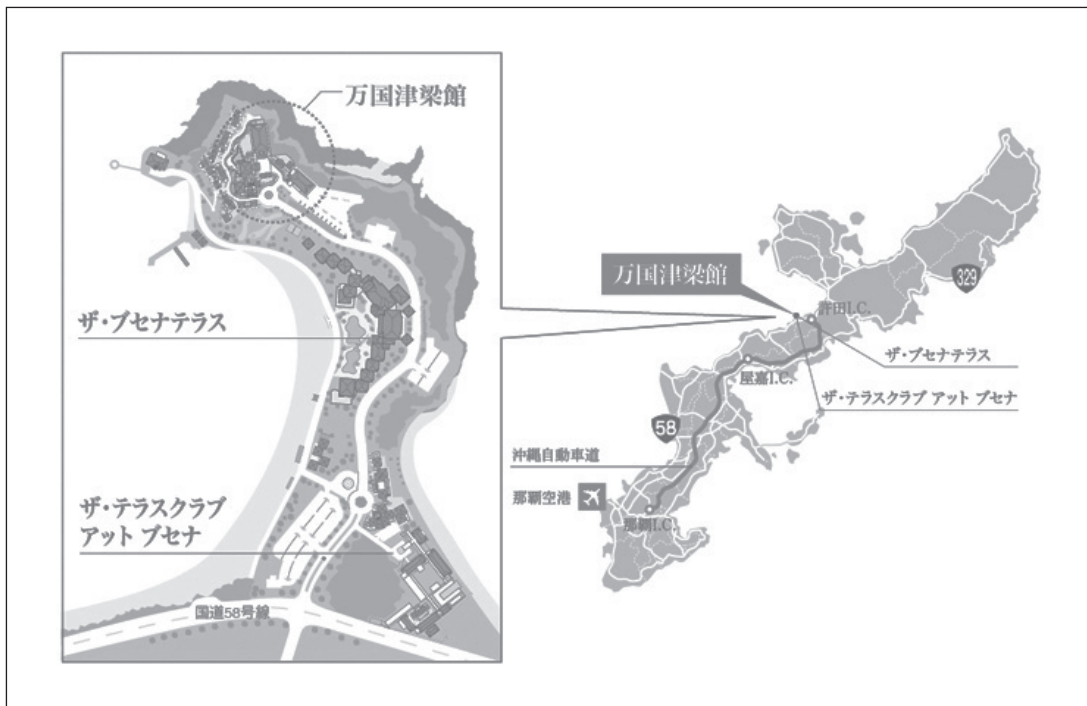 万国津梁館
ザ・ブセナテラス
ザ・テラスクラブ
アット ブセナ
国道58号線
万国津梁館
329
許田I.C.
ザ・ブセナテラス
屋嘉I.C.
ザ・テラスクラブ アット ブセナ
58
沖縄自動車道
那覇空港
那覇I.C.